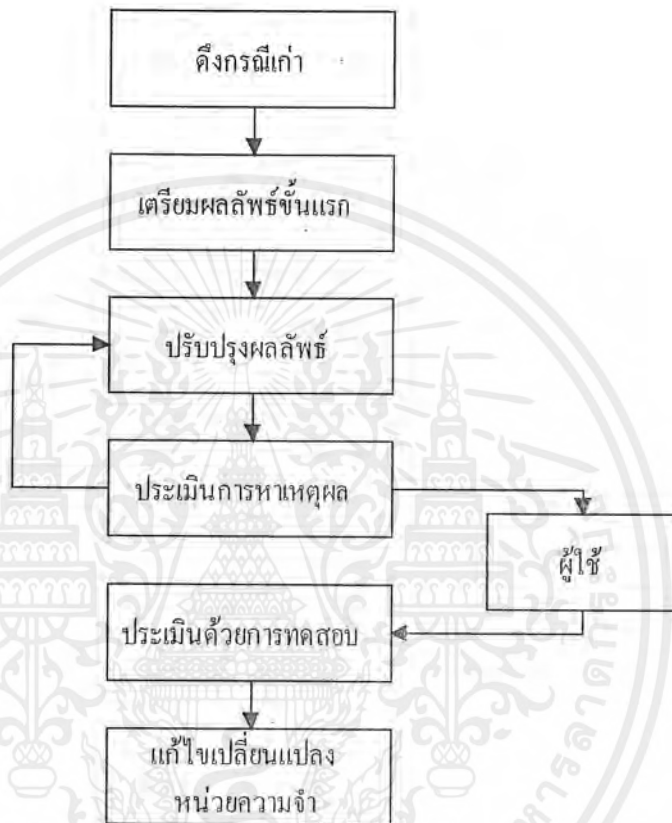 ดึงกรณีเก่า
เตรียมผลลัพธ์ขั้นแรก
ปรับปรุงผลลัพธ์
ประเมินการหาเหตุผล
ผู้ใช้
ประเมินด้วยการทดสอบ
แก้ไขเปลี่ยนแปลง
หน่วยความจำ